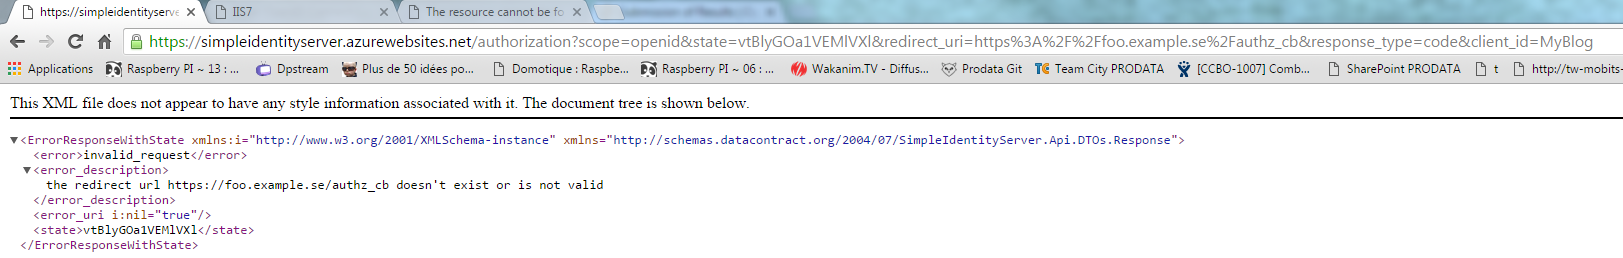 https://simpleidentityserve
IIS7
The resource cannot be fo
https://simpleidentityserver.azurewebsites.net/authorization?scope=openid&state=vtBlyGOa1VEMlVXl&redirect_uri=https%3A%2F%2Ffoo.example.se%2Fauthz_cb&response_type=code&client_id=MyBlog
Applications Raspberry PI ~ 13 : ... Dpstream Plus de 50 idées po... Domotique : Raspbe... Raspberry PI ~ 06 : ... Wakanim.TV - Diffus... Prodata Git TC Team City PRODATA [CCBO-1007] Comb... SharePoint PRODATA t http://tw-mobits-
This XML file does not appear to have any style information associated with it. The document tree is shown below.
▼<ErrorResponseWithState xmlns:i="http://www.w3.org/2001/XMLSchema-instance" xmlns="http://schemas.datacontract.org/2004/07/SimpleIdentityServer.Api.DTOs.Response">
<error>invalid_request</error>
▼<error_description>
the redirect url https://foo.example.se/authz_cb doesn't exist or is not valid
</error_description>
<error_uri i:nil="true"/>
<state>vtBlyGOa1VEMlVXl</state>
</ErrorResponseWithState>